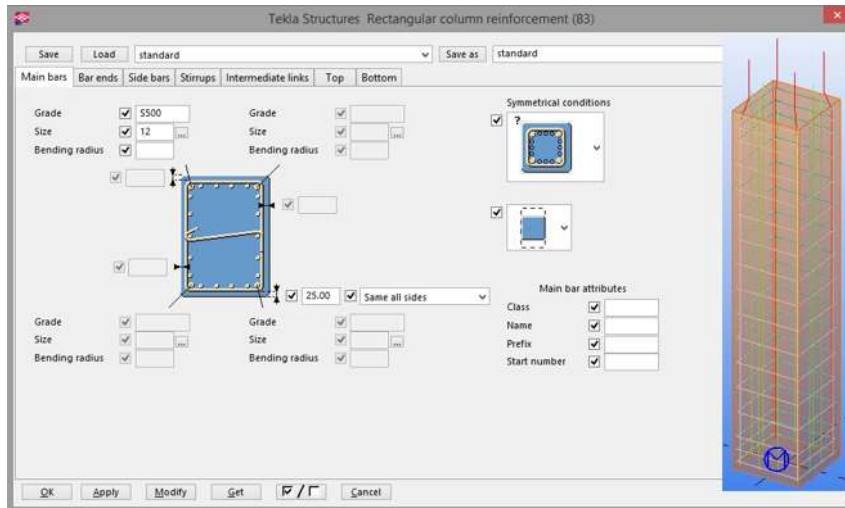 Tekla Structures Rectangular column reinforcement (83)
Save Load standard Save as standard
Main bars Bar ends Side bars Stirrups Intermediate links Top Bottom
Symmetrical conditions
Grade S500 Grade
Size 12 ... Size ...
Bending radius Bending radius
?
25.00 Same all sides
Main bar attributes
Class
Name
Prefix
Start number
Grade Grade
Size ... Size ...
Bending radius Bending radius
OK Apply Modify Get / Cancel